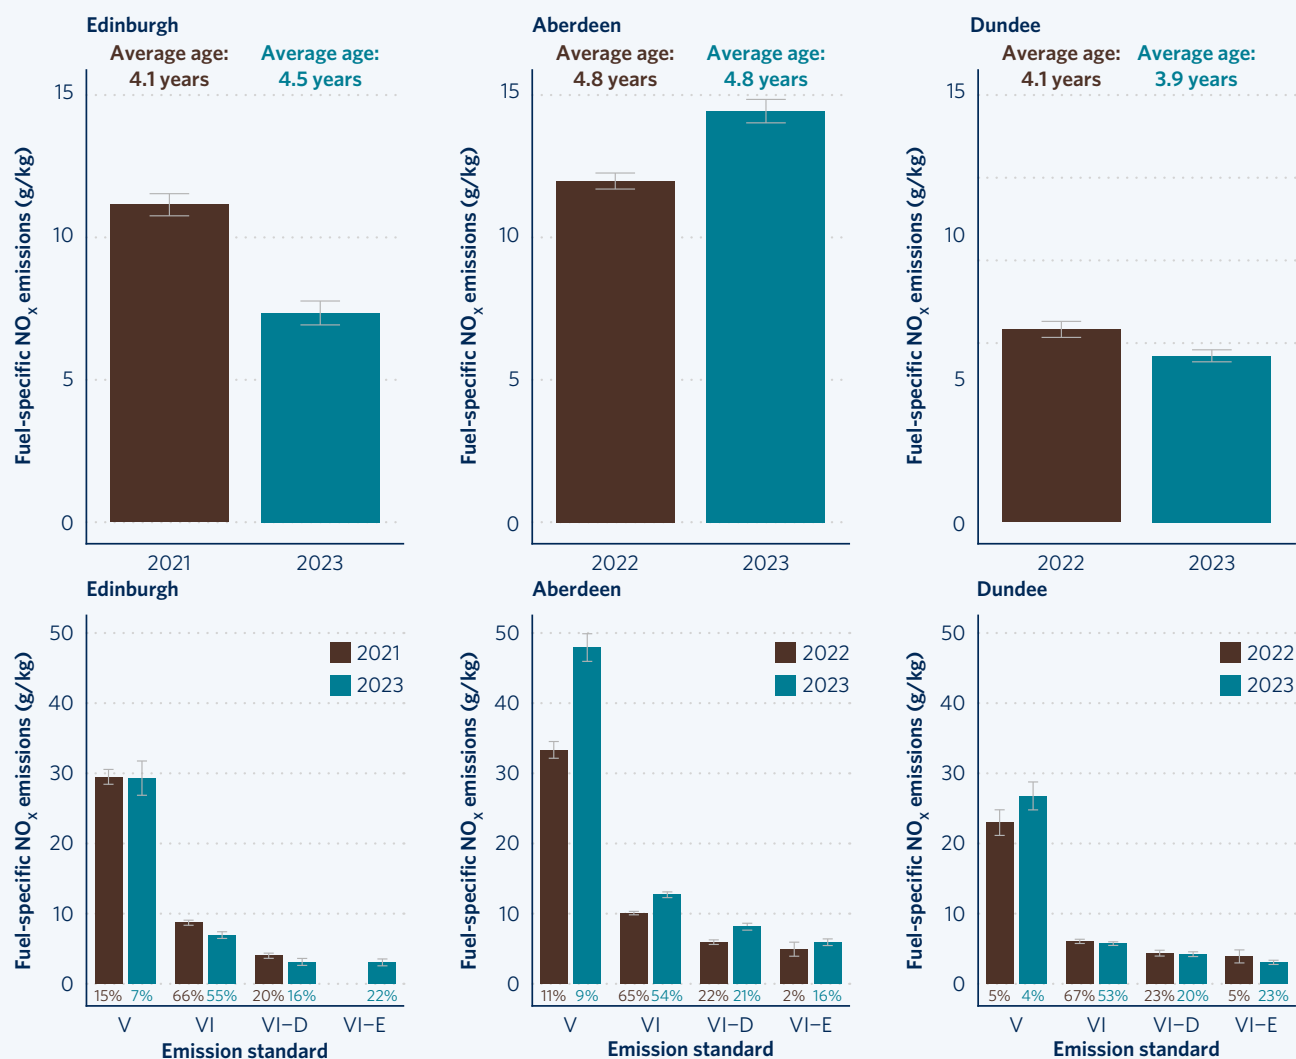 Edinburgh
Average age:
4.1 years
Average age:
4.5 years
Fuel-specific NOx emissions (g/kg)
15
10
5
0
2021
2023
Aberdeen
Average age:
4.8 years
Average age:
4.8 years
Fuel-specific NOx emissions (g/kg)
15
10
5
0
2022
2023
Dundee
Average age:
4.1 years
Average age:
3.9 years
Fuel-specific NOx emissions (g/kg)
15
10
5
0
2022
2023
Edinburgh
Fuel-specific NOx emissions (g/kg)
50
40
30
20
10
0
2021
2023
15% 7% 66% 55% 20% 16% 22%
V VI VI–D VI–E
Emission standard
Aberdeen
Fuel-specific NOx emissions (g/kg)
50
40
30
20
10
0
2022
2023
11% 9% 65% 54% 22% 21% 2% 16%
V VI VI–D VI–E
Emission standard
Dundee
Fuel-specific NOx emissions (g/kg)
50
40
30
20
10
0
2022
2023
5% 4% 67% 53% 23% 20% 5% 23%
V VI VI–D VI–E
Emission standard